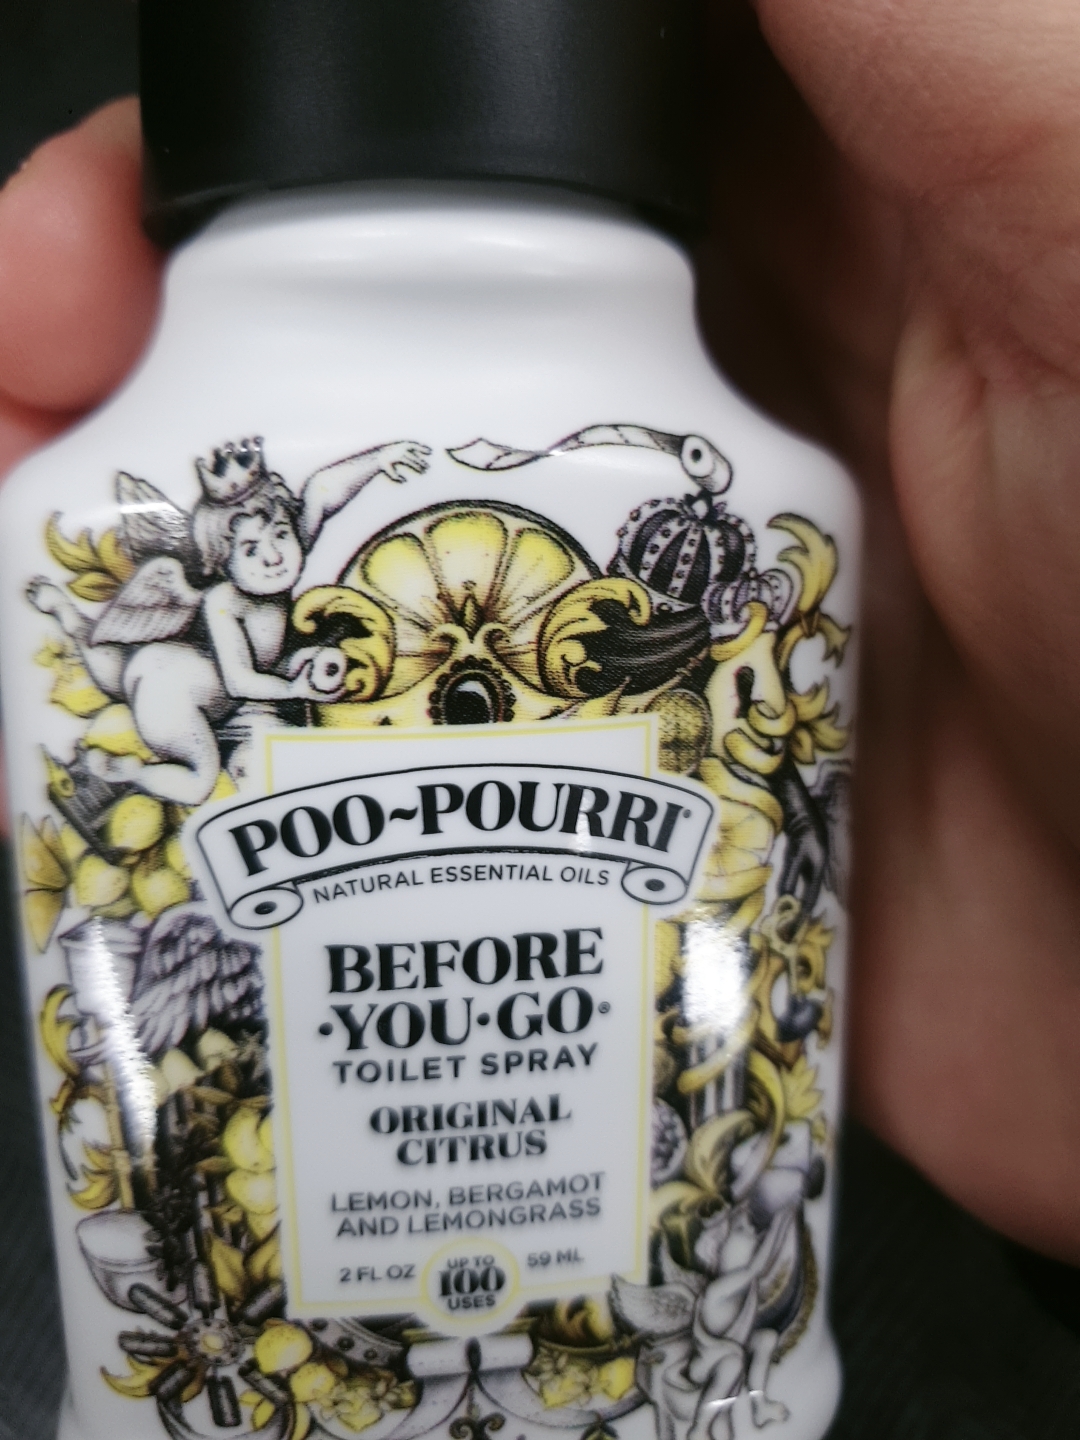 POO~POURRI®
NATURAL ESSENTIAL OILS
BEFORE
·YOU·GO·®
TOILET SPRAY
ORIGINAL
CITRUS
LEMON, BERGAMOT
AND LEMONGRASS
2 FL OZ UP TO 100 USES 59 ML